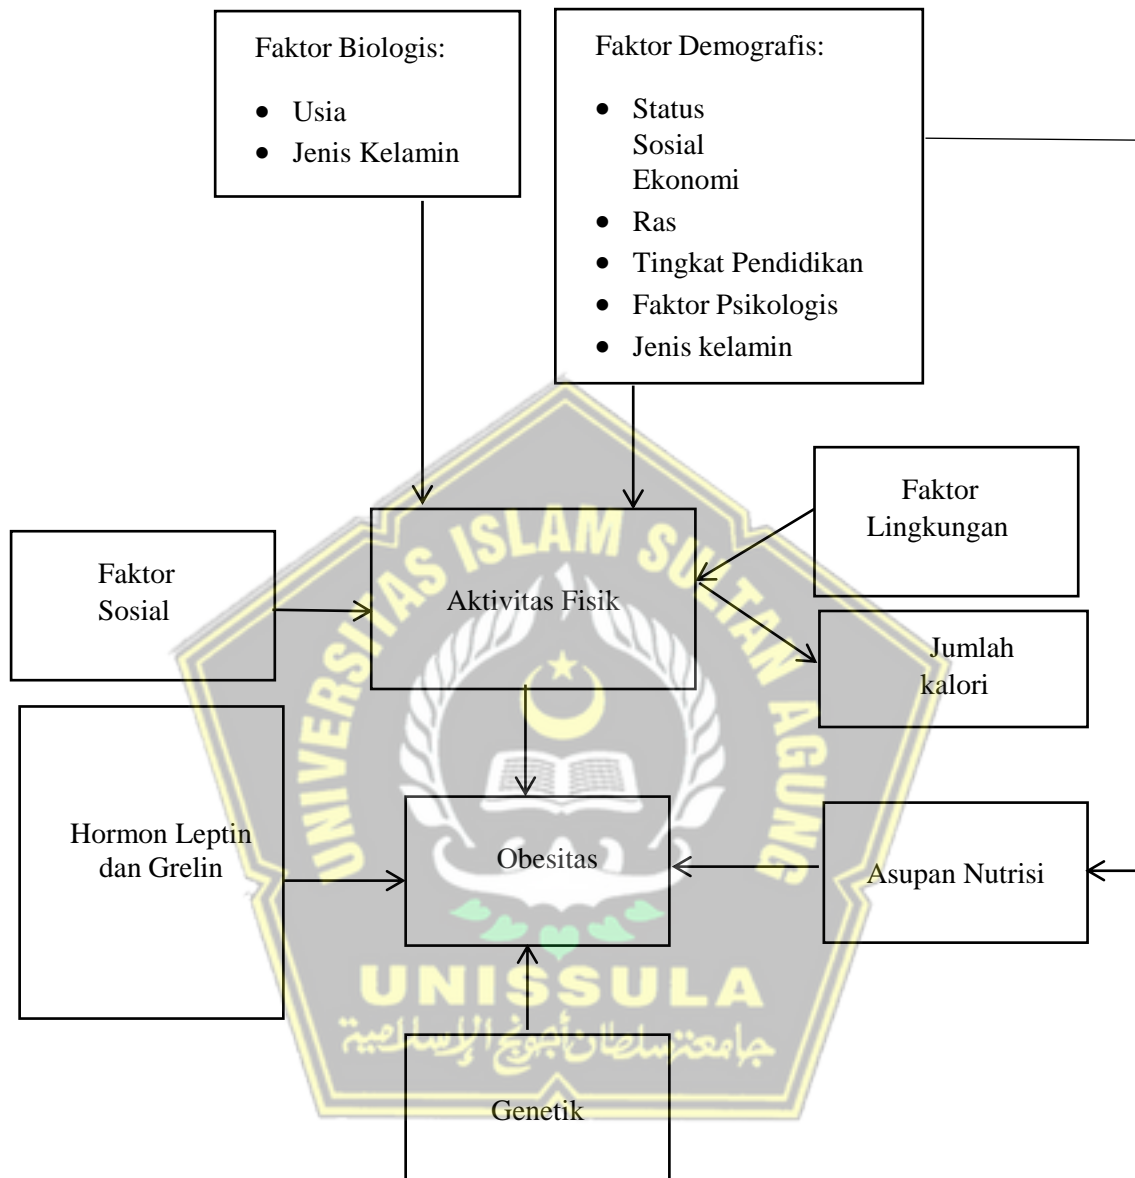 Faktor Biologis:
• Usia
• Jenis Kelamin
Faktor Demografis:
• Status
Sosial
Ekonomi
• Ras
• Tingkat Pendidikan
• Faktor Psikologis
• Jenis kelamin
Faktor
Lingkungan
Faktor
Sosial
Aktivitas Fisik
Jumlah
kalori
Hormon Leptin
dan Grelin
Obesitas
Asupan Nutrisi
Genetik
UNIVERSITAS ISLAM SULTAN AGUNG
UNISSULA
جامعة سلطان أجونج الإسلامية